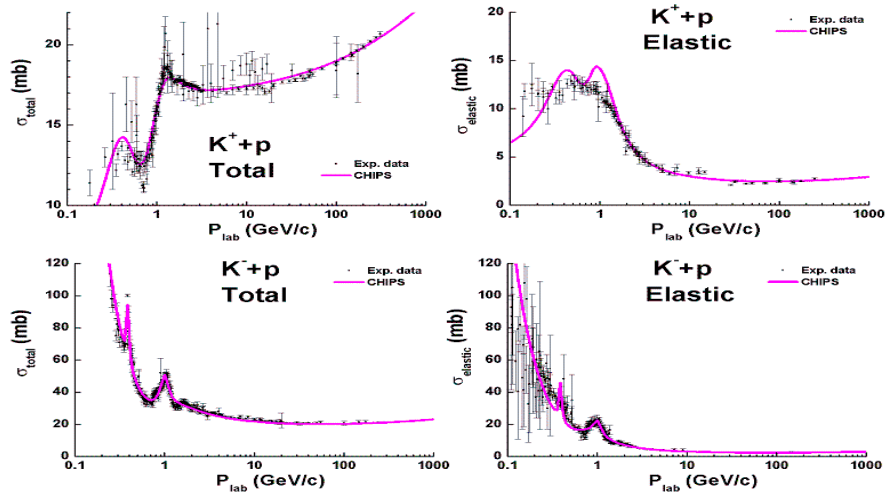 K⁺+p
Total
Exp. data
CHIPS
σtotal (mb)
25
20
15
10
0.1
1
10
100
1000
Plab (GeV/c)
K⁺+p
Elastic
Exp. data
CHIPS
σelastic (mb)
20
15
10
5
0
0.1
1
10
100
1000
Plab (GeV/c)
K⁻+p
Total
Exp. data
CHIPS
σtotal (mb)
120
100
80
60
40
20
0
0.1
1
10
100
1000
Plab (GeV/c)
K⁻+p
Elastic
Exp. data
CHIPS
σelastic (mb)
120
100
80
60
40
20
0
0.1
1
10
100
1000
Plab (GeV/c)